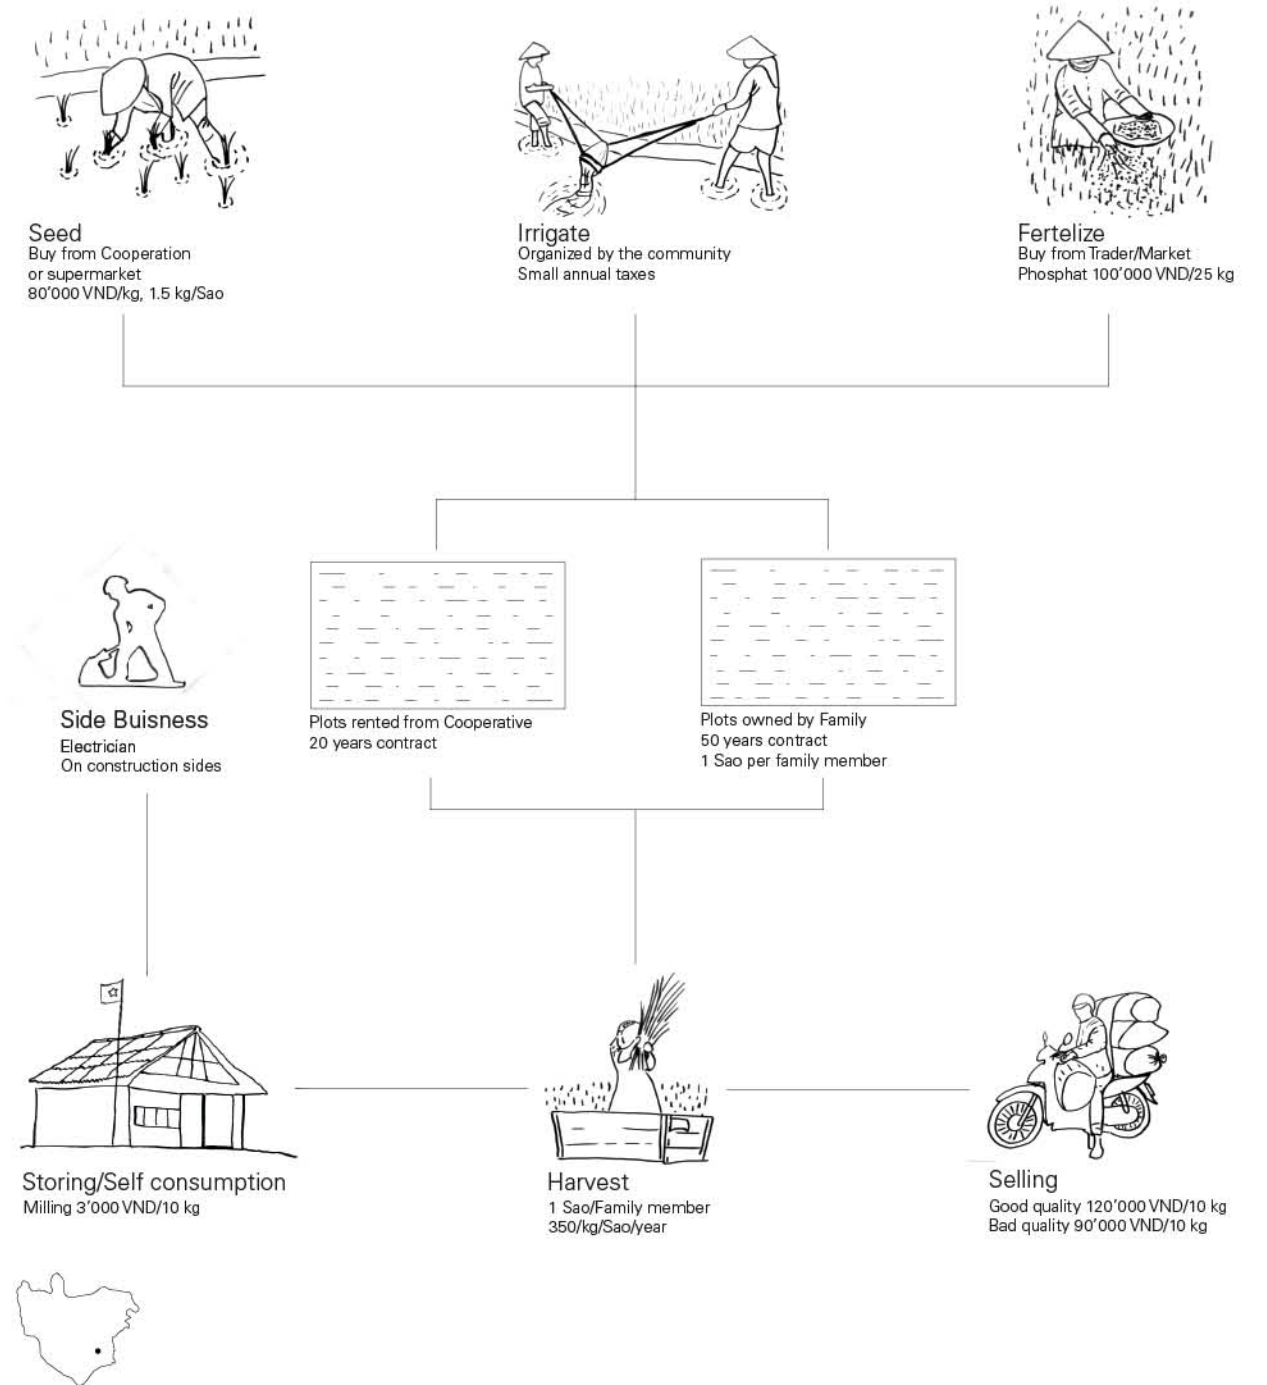 Seed
Buy from Cooperation
or supermarket
80’000 VND/kg, 1.5 kg/Sao
Irrigate
Organized by the community
Small annual taxes
Fertelize
Buy from Trader/Market
Phosphat 100’000 VND/25 kg
Side Buisness
Electrician
On construction sides
Plots rented from Cooperative
20 years contract
Plots owned by Family
50 years contract
1 Sao per family member
Storing/Self consumption
Milling 3’000 VND/10 kg
Harvest
1 Sao/Family member
350/kg/Sao/year
Selling
Good quality 120’000 VND/10 kg
Bad quality 90’000 VND/10 kg